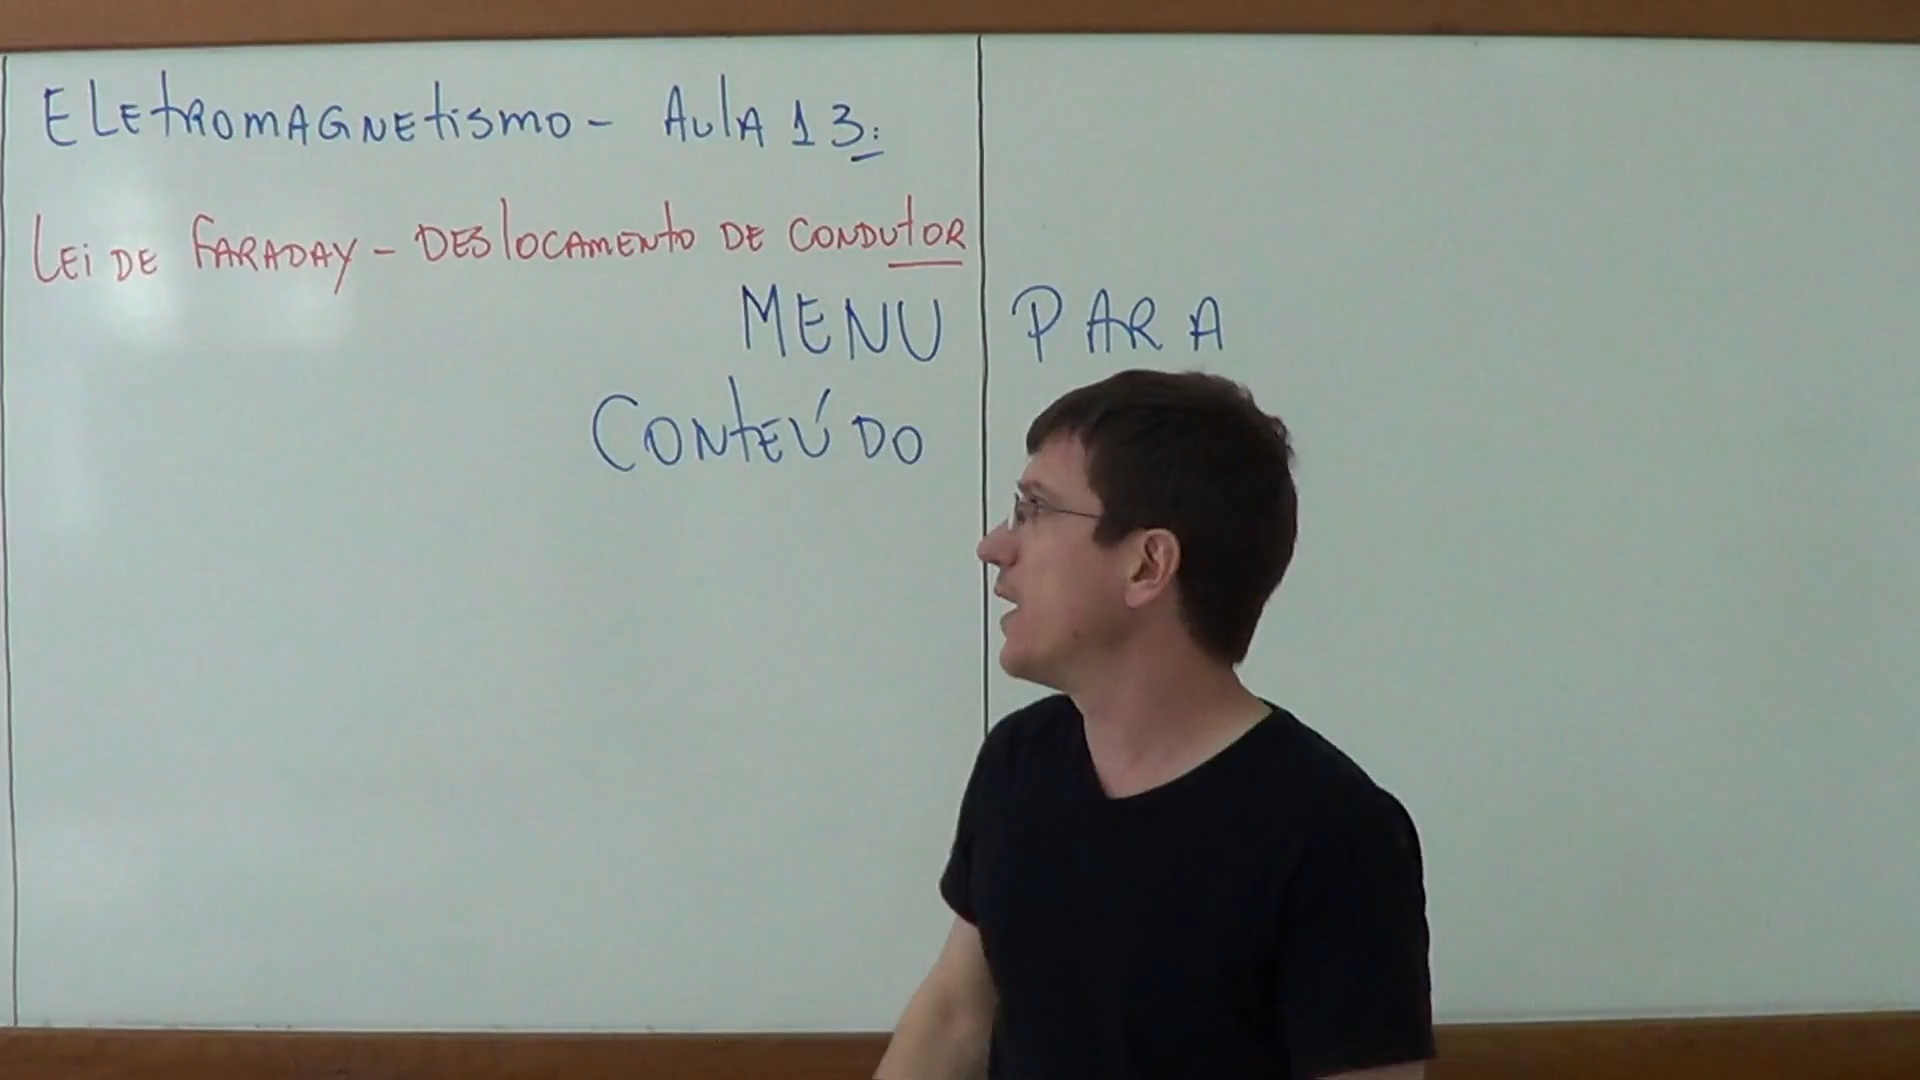 Eletromagnetismo - Aula 13:
Lei de Faraday - Deslocamento de condutor
MENU PARA
CONTEÚDO